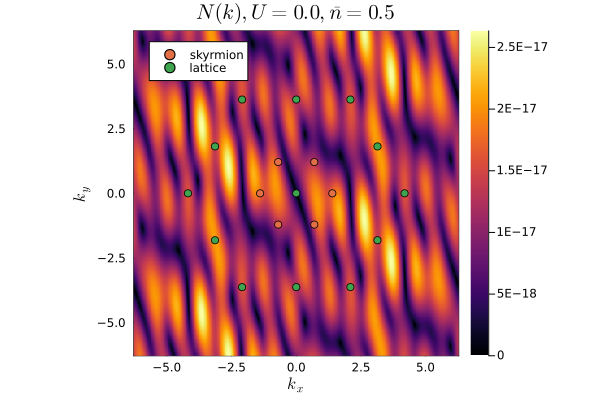 N(k), U = 0.0, n̄ = 0.5
skyrmion
lattice
5.0
2.5
0.0
−2.5
−5.0
k_y
−5.0 −2.5 0.0 2.5 5.0
k_x
2.5E−17
2E−17
1.5E−17
1E−17
5E−18
0